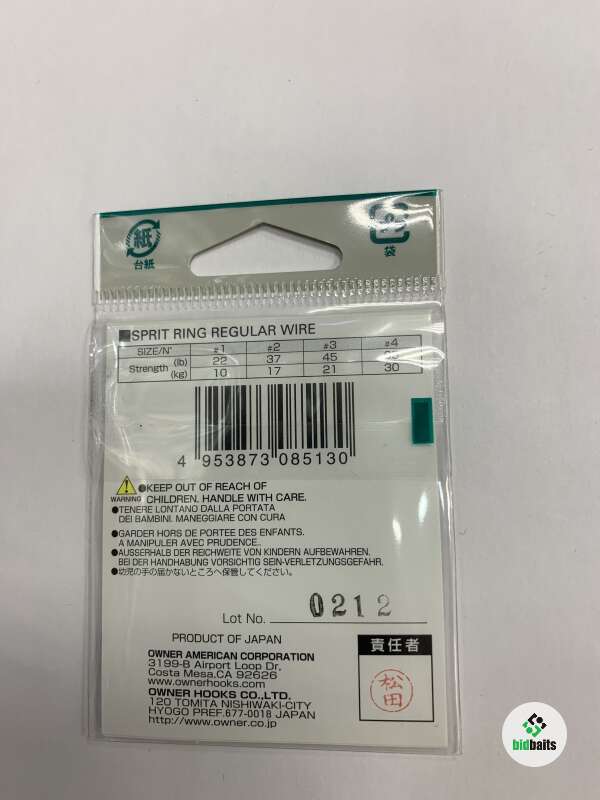 紙
台紙
袋
■SPRIT RING REGULAR WIRE
SIZE/N° #1 #2 #3 #4
Strength (lb) 22 37 45
(kg) 10 17 21 30
4 953873 085130
WARNING
●KEEP OUT OF REACH OF
CHILDREN. HANDLE WITH CARE.
●TENERE LONTANO DALLA PORTATA
DEI BAMBINI. MANEGGIARE CON CURA
●GARDER HORS DE PORTEE DES ENFANTS.
A MANIPULER AVEC PRUDENCE.
●AUSSERHALB DER REICHWEITE VON KINDERN AUFBEWAHREN.
BEI DER HANDHABUNG VORSICHTIG SEIN-VERLETZUNGSGEFAHR.
●幼児の手の届かないところへ保管してください。
Lot No. 0212
PRODUCT OF JAPAN
OWNER AMERICAN CORPORATION
3199-B Airport Loop Dr.
Costa Mesa,CA 92626
www.ownerhooks.com
OWNER HOOKS CO.,LTD.
120 TOMITA NISHIWAKI-CITY
HYOGO PREF.677-0018 JAPAN
http://www.owner.co.jp
責任者
松田
bidbaits